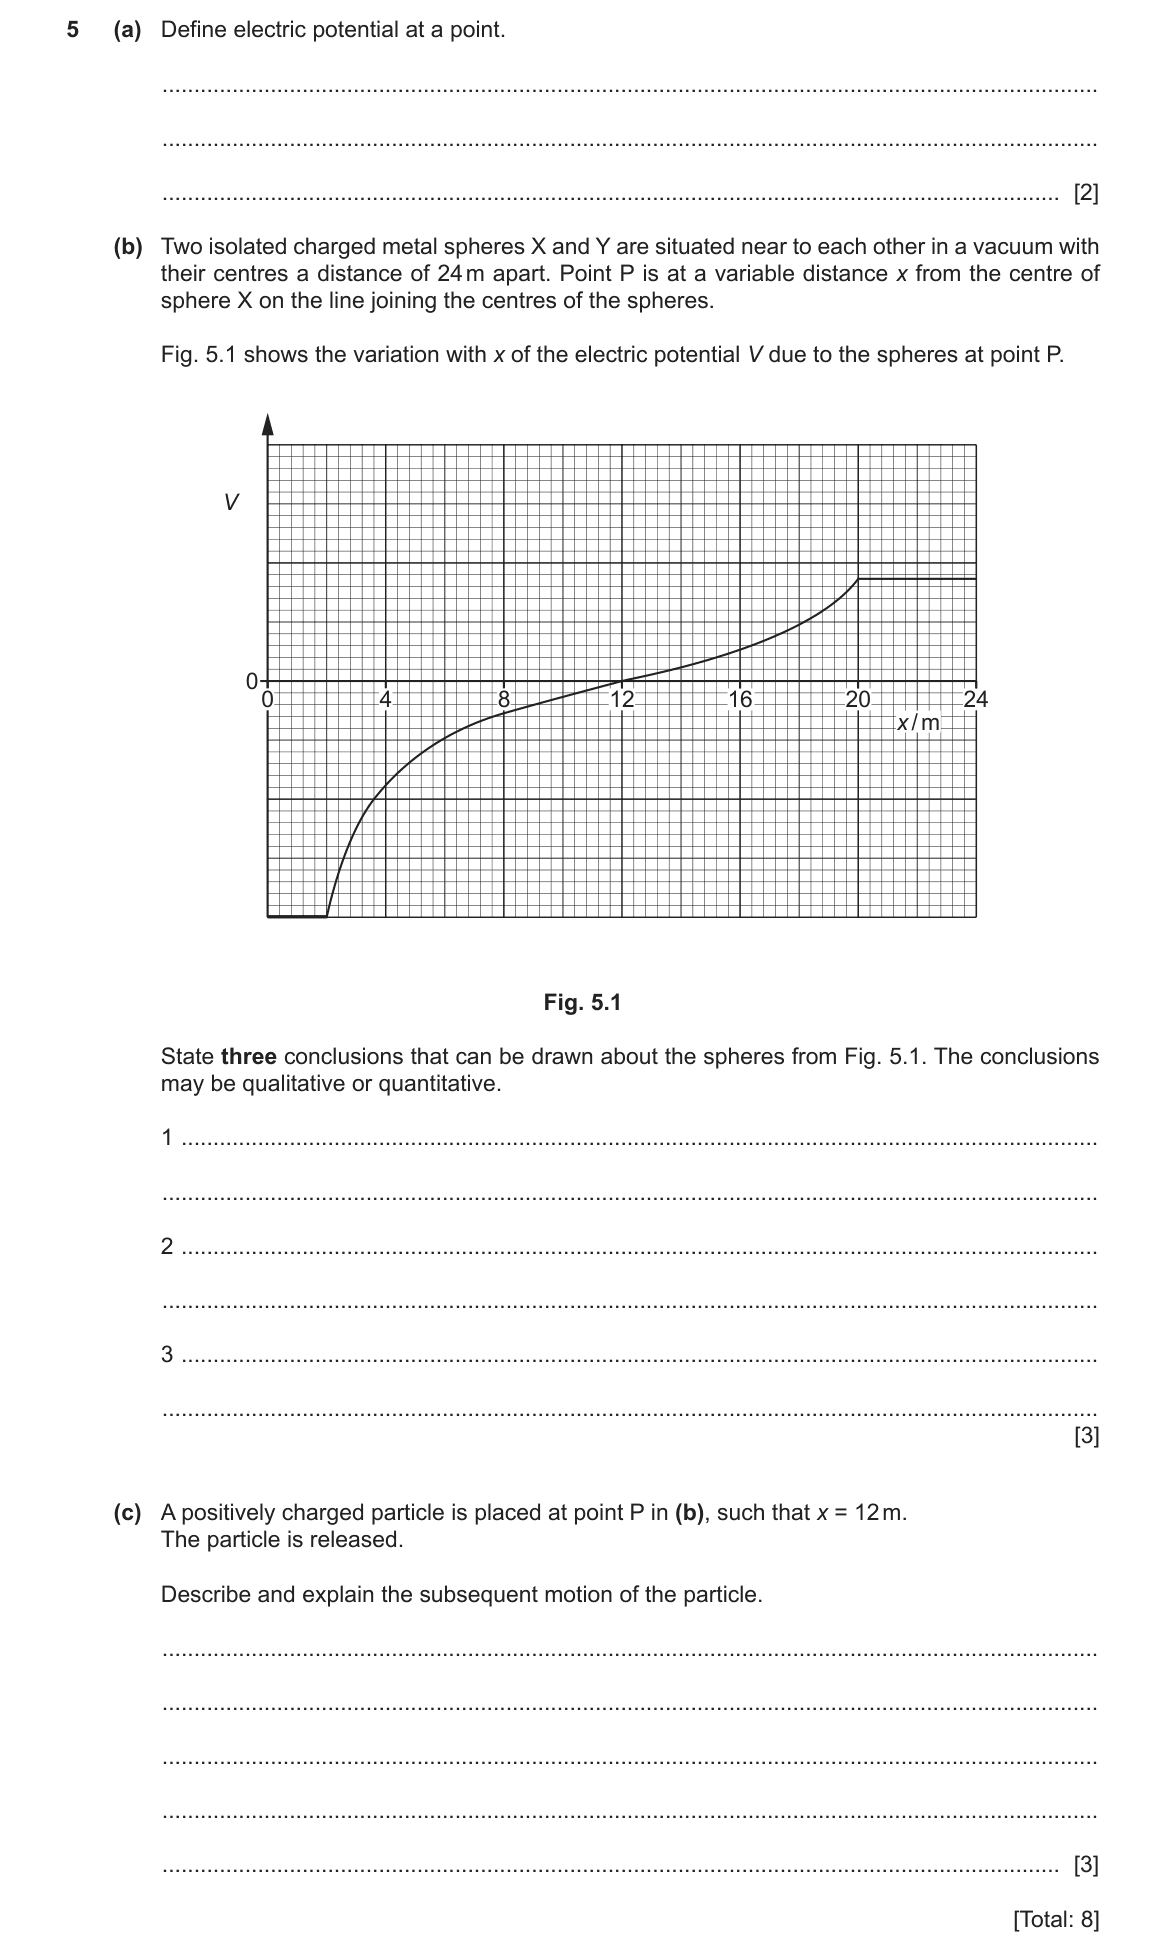 5 (a) Define electric potential at a point.
..........
..........
.......... [2]
(b) Two isolated charged metal spheres X and Y are situated near to each other in a vacuum with
their centres a distance of 24 m apart. Point P is at a variable distance x from the centre of
sphere X on the line joining the centres of the spheres.
Fig. 5.1 shows the variation with x of the electric potential V due to the spheres at point P.
V
0
0 4 8 12 16 20 24
x / m
Fig. 5.1
State three conclusions that can be drawn about the spheres from Fig. 5.1. The conclusions
may be qualitative or quantitative.
1 ..........
..........
2 ..........
..........
3 ..........
..........
[3]
(c) A positively charged particle is placed at point P in (b), such that x = 12 m.
The particle is released.
Describe and explain the subsequent motion of the particle.
..........
..........
..........
..........
.......... [3]
[Total: 8]